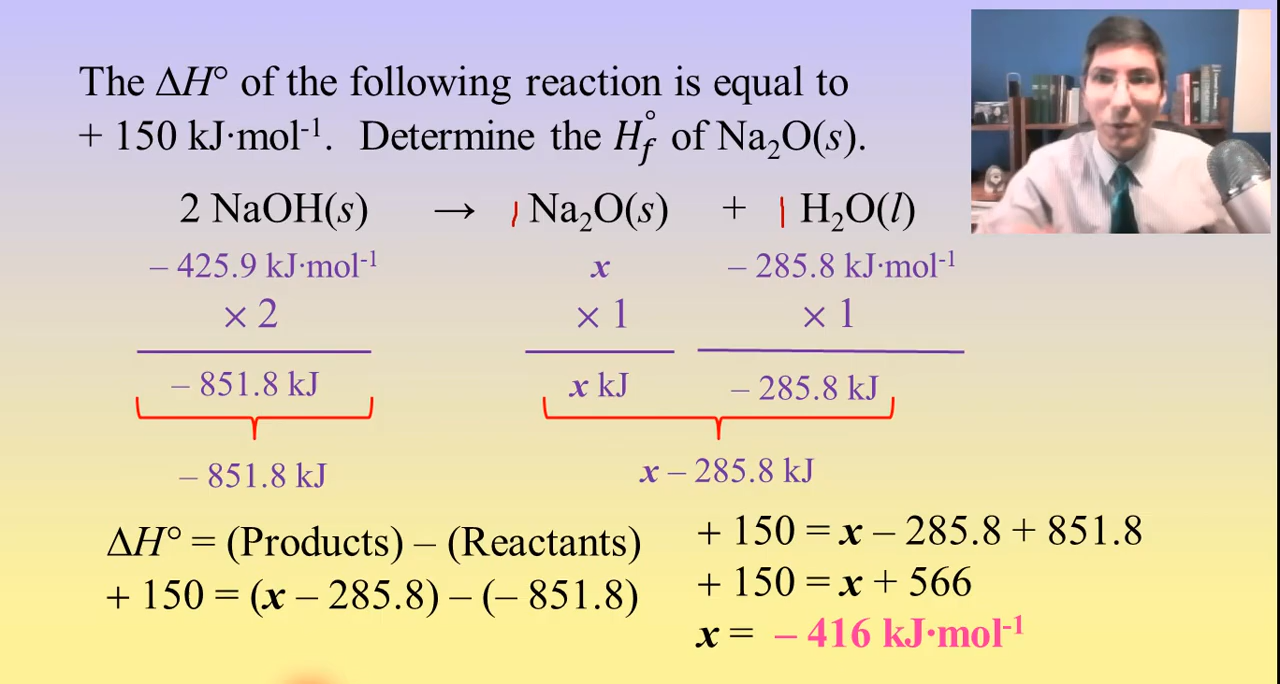 The ΔH° of the following reaction is equal to
+ 150 kJ·mol⁻¹. Determine the H°f of Na₂O(s).
2 NaOH(s) → 1 Na₂O(s) + 1 H₂O(l)
– 425.9 kJ·mol⁻¹ x – 285.8 kJ·mol⁻¹
× 2 × 1 × 1
– 851.8 kJ x kJ – 285.8 kJ
– 851.8 kJ x – 285.8 kJ
ΔH° = (Products) – (Reactants)
+ 150 = (x – 285.8) – (– 851.8)
+ 150 = x – 285.8 + 851.8
+ 150 = x + 566
x = – 416 kJ·mol⁻¹